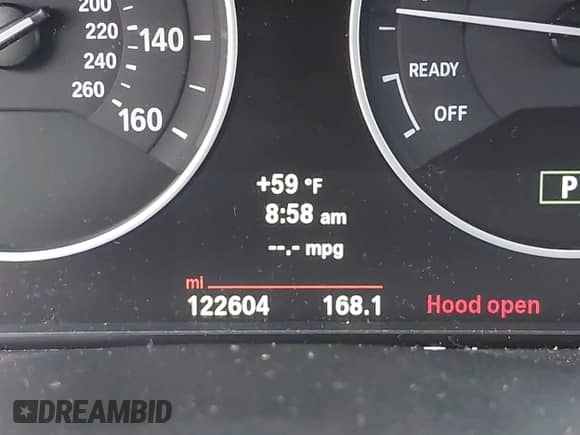 200
220
240
260
140
160
READY
OFF
P
+59 °F
8:58 am
--.- mpg
mi
122604 168.1 Hood open
DREAMBID